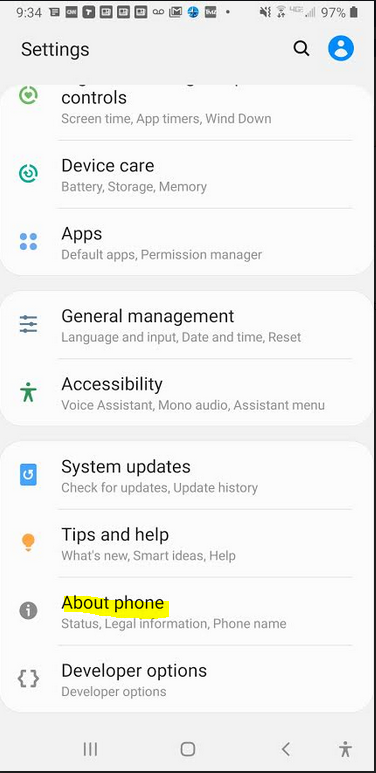 9:34
97%
Settings
controls
Screen time, App timers, Wind Down
Device care
Battery, Storage, Memory
Apps
Default apps, Permission manager
General management
Language and input, Date and time, Reset
Accessibility
Voice Assistant, Mono audio, Assistant menu
System updates
Check for updates, Update history
Tips and help
What's new, Smart ideas, Help
About phone
Status, Legal information, Phone name
Developer options
Developer options